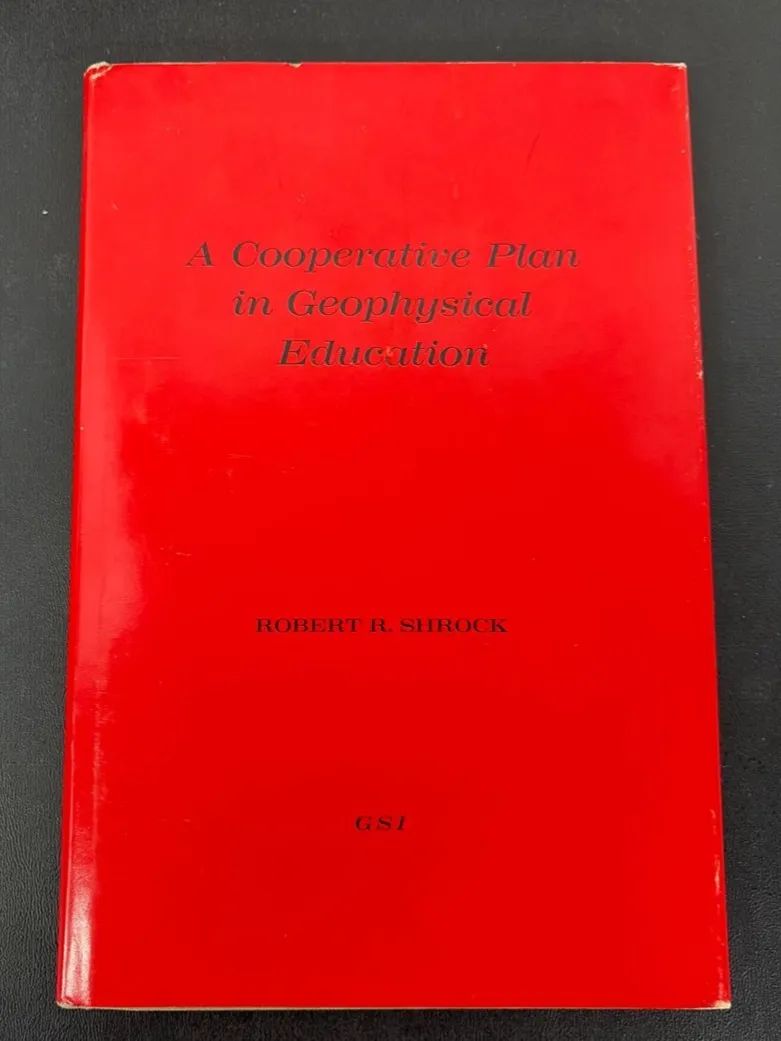 A Cooperative Plan
in Geophysical
Education
ROBERT R. SHROCK
GSI